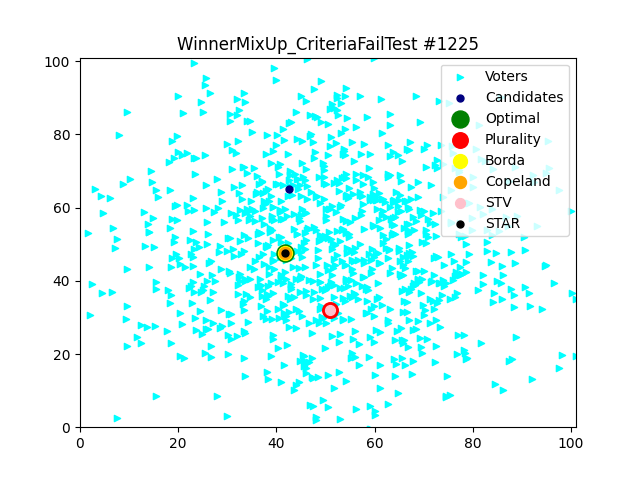 WinnerMixUp_CriteriaFailTest #1225
100
80
60
40
20
0
0 20 40 60 80 100
Voters
Candidates
Optimal
Plurality
Borda
Copeland
STV
STAR